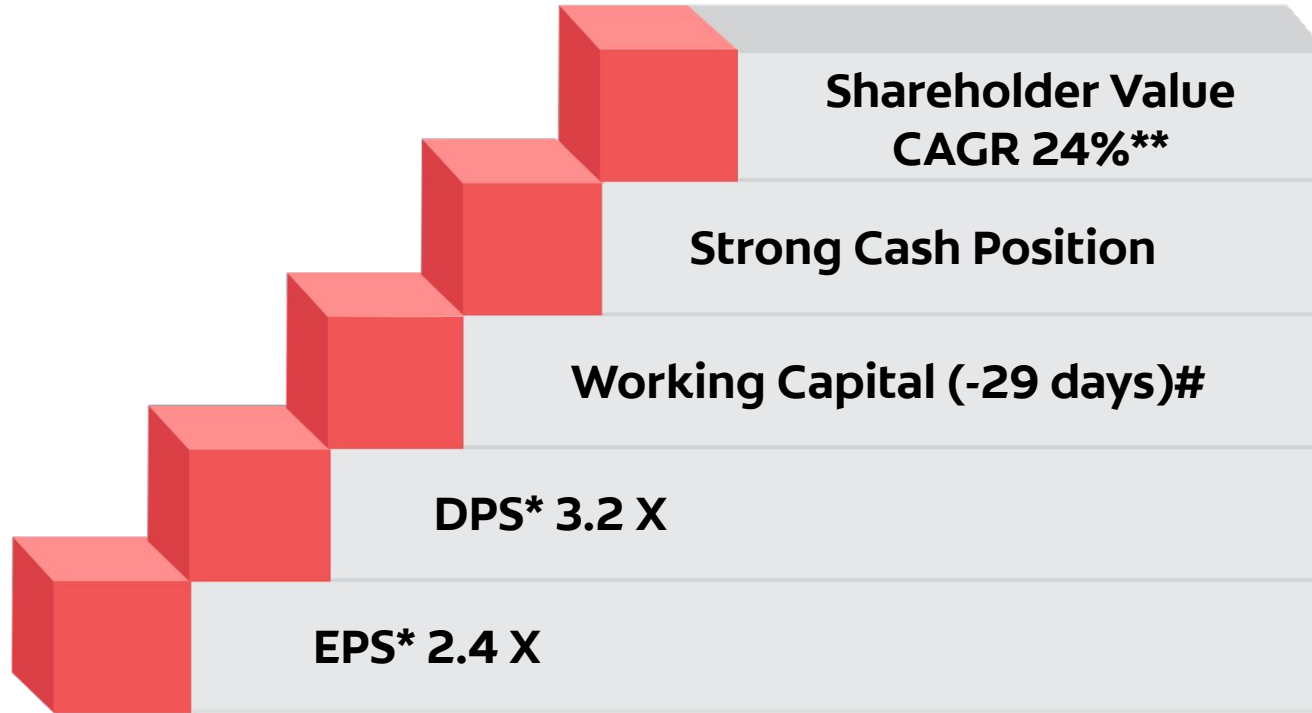 Shareholder Value
CAGR 24%**
Strong Cash Position
Working Capital (-29 days)#
DPS* 3.2 X
EPS* 2.4 X